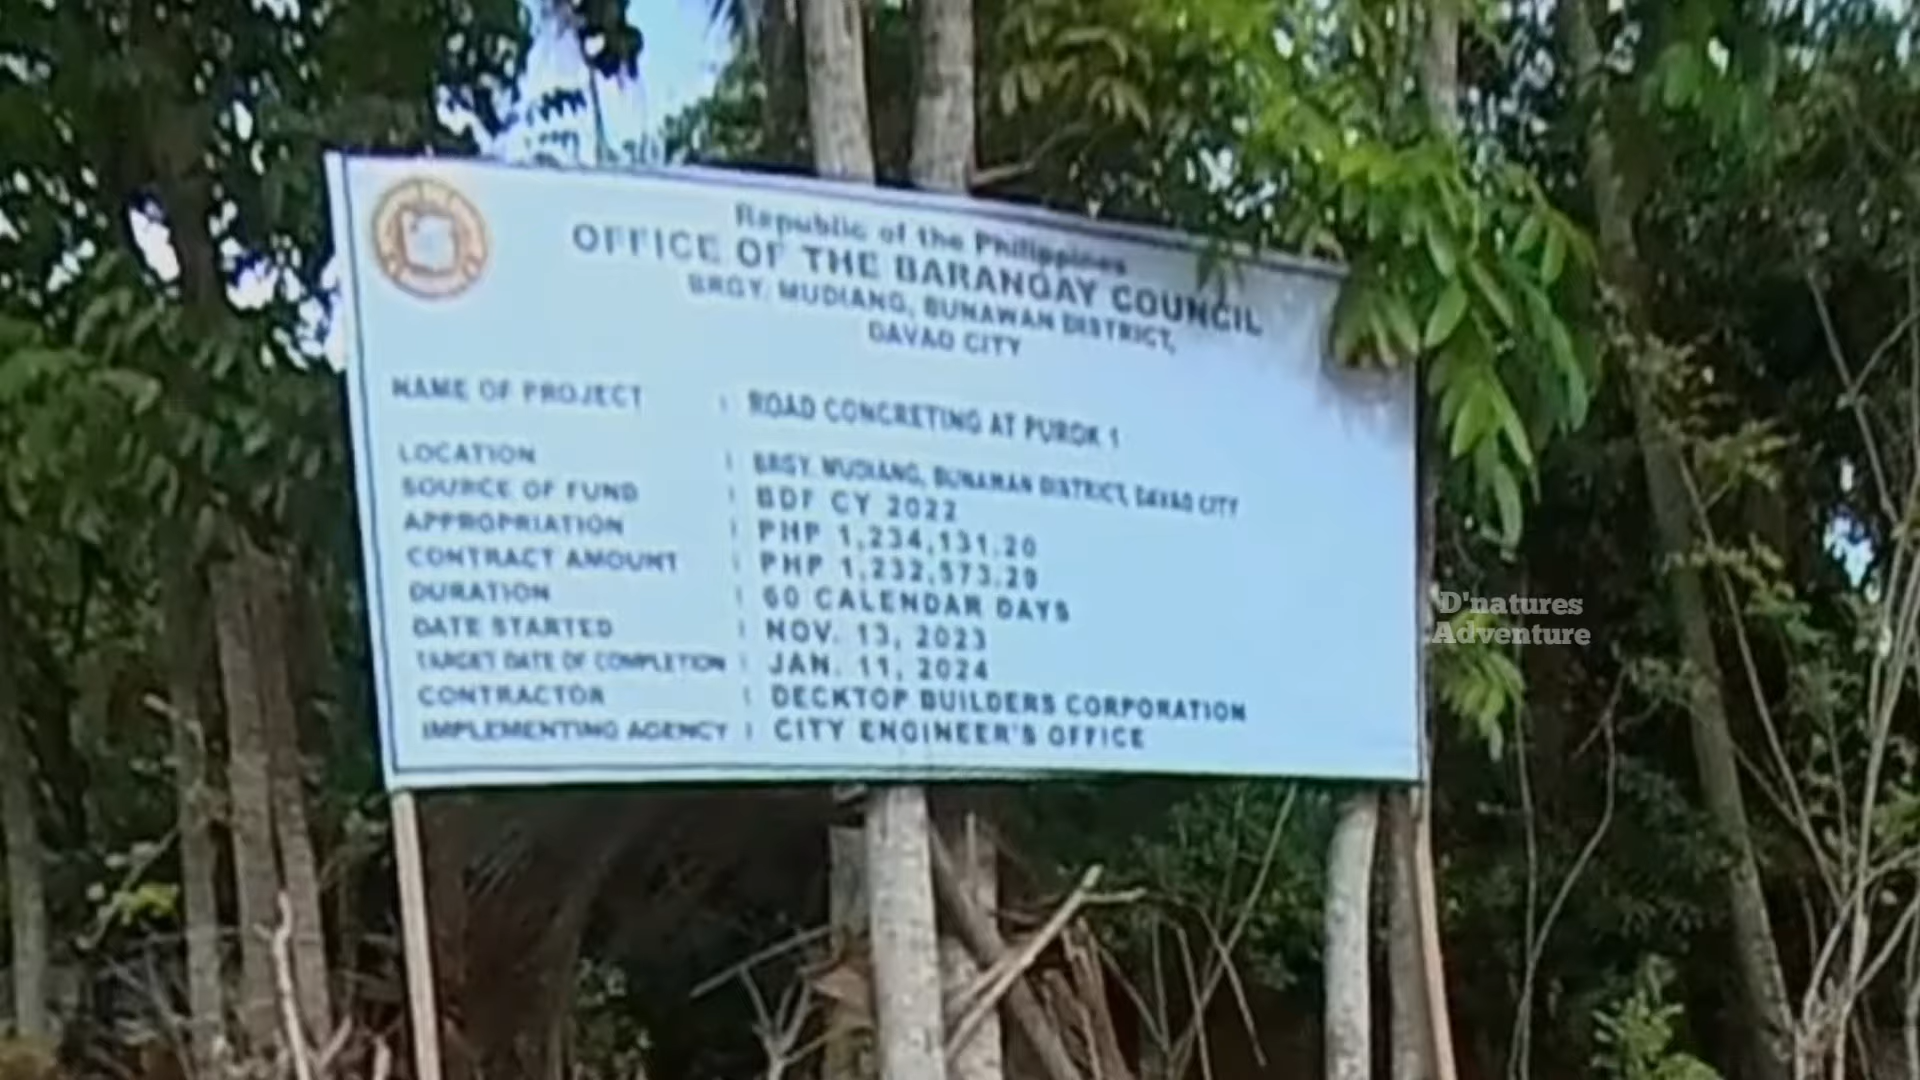 Republic of the Philippines
OFFICE OF THE BARANGAY COUNCIL
BRGY. MUDIANG, BUNAWAN DISTRICT,
DAVAO CITY
NAME OF PROJECT : ROAD CONCRETING AT PUROK 1
LOCATION : BRGY. MUDIANG, BUNAWAN DISTRICT, DAVAO CITY
SOURCE OF FUND : BDF CY 2022
APPROPRIATION : PHP 1,234,131.20
CONTRACT AMOUNT : PHP 1,232,573.29
DURATION : 60 CALENDAR DAYS
DATE STARTED : NOV. 13, 2023
TARGET DATE OF COMPLETION : JAN. 11, 2024
CONTRACTOR : DECKTOP BUILDERS CORPORATION
IMPLEMENTING AGENCY : CITY ENGINEER'S OFFICE
D'natures
Adventure